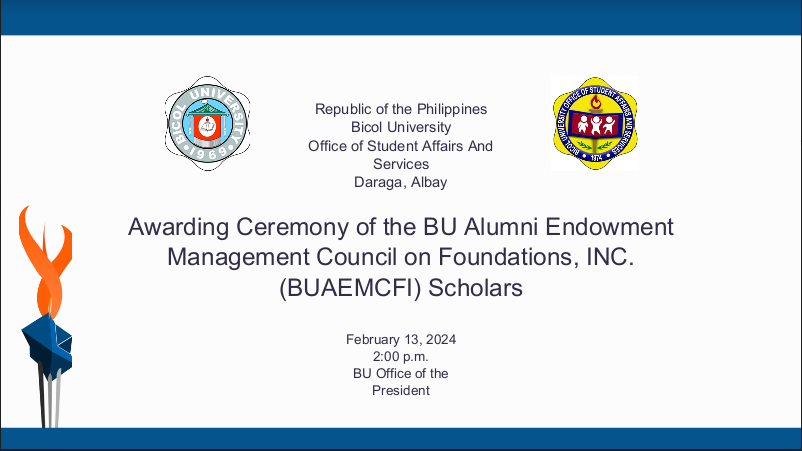 BICOL UNIVERSITY
1969
BICOL UNIVERSITY OFFICE OF STUDENT AFFAIRS AND SERVICES
1974
Republic of the Philippines
Bicol University
Office of Student Affairs And
Services
Daraga, Albay
Awarding Ceremony of the BU Alumni Endowment
Management Council on Foundations, INC.
(BUAEMCFI) Scholars
February 13, 2024
2:00 p.m.
BU Office of the
President